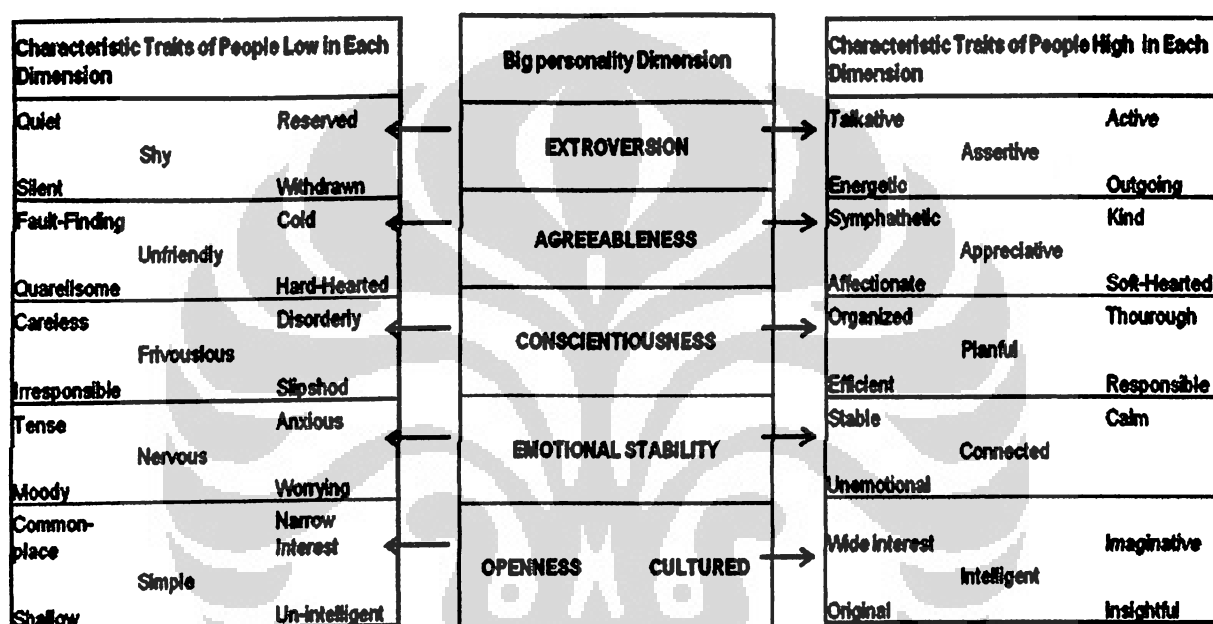 Characteristic Traits of People Low in Each
Dimension
Big personality Dimension
Characteristic Traits of People High in Each
Dimension
Quiet Reserved
Shy
Silent Withdrawn
EXTROVERSION
Talkative Active
Assertive
Energetic Outgoing
Fault-Finding Cold
Unfriendly
Quarellsome Hard-Hearted
AGREEABLENESS
Symphathetic Kind
Appreciative
Affectionate Soft-Hearted
Careless Disorderly
Frivouslous
Irresponsible Slipshod
CONSCIENTIOUSNESS
Organized Thourough
Planful
Efficient Responsible
Tense Anxious
Nervous
Moody Worrying
EMOTIONAL STABILITY
Stable Calm
Connected
Unemotional
Common- Narrow
place Interest
Simple
Shallow Un-intelligent
OPENNESS CULTURED
Wide interest Imaginative
Intelligent
Original Insightful